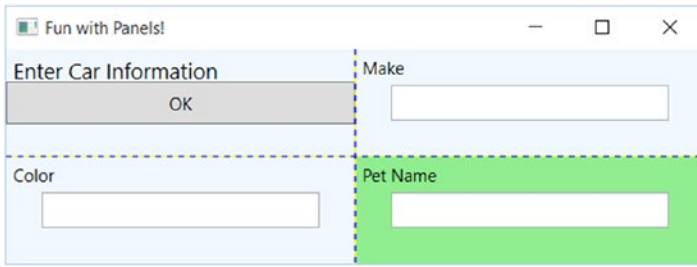 Fun with Panels!
Enter Car Information
OK
Make
Color
Pet Name